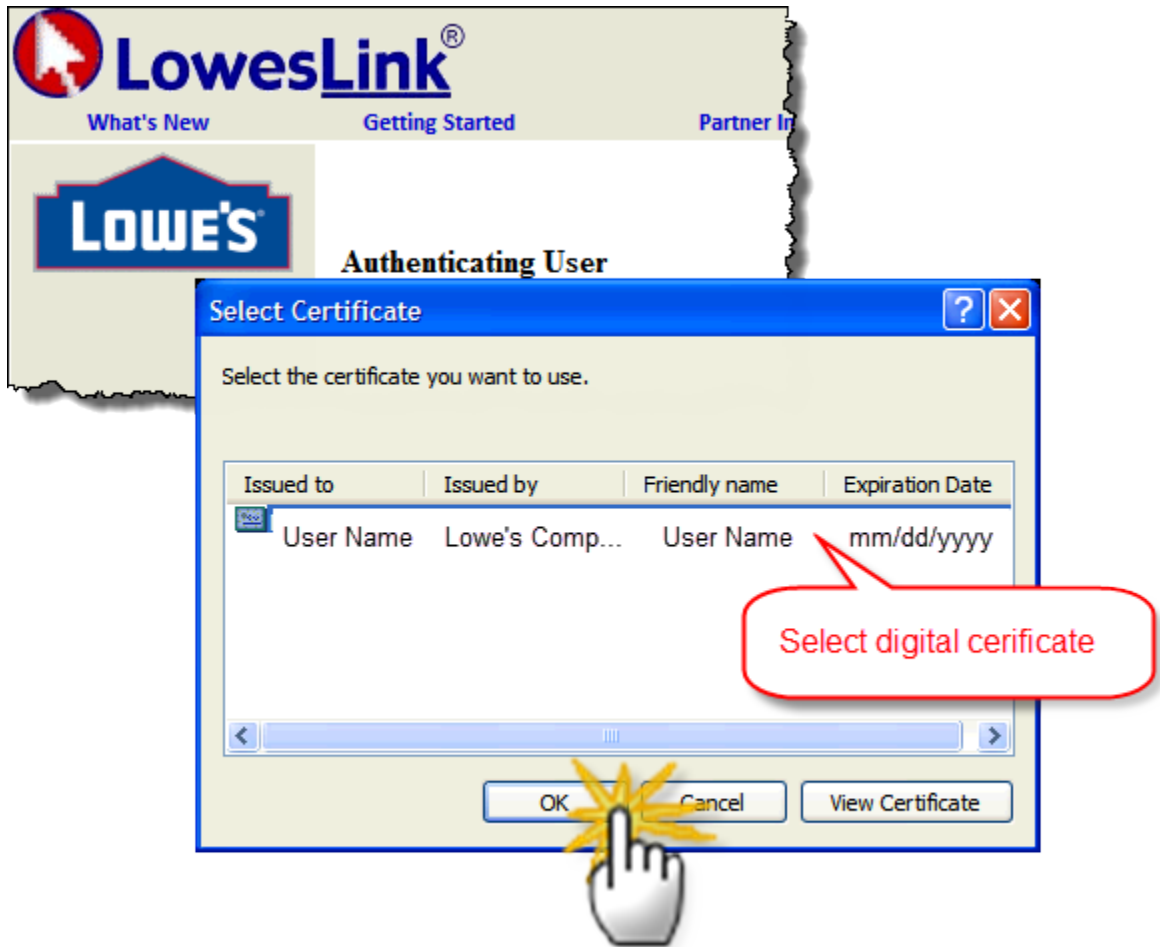 LowesLink®
What's New Getting Started Partner In
LOWE'S
Authenticating User
Select Certificate
Select the certificate you want to use.
Issued to Issued by Friendly name Expiration Date
User Name Lowe's Comp... User Name mm/dd/yyyy
Select digital cerificate
OK Cancel View Certificate